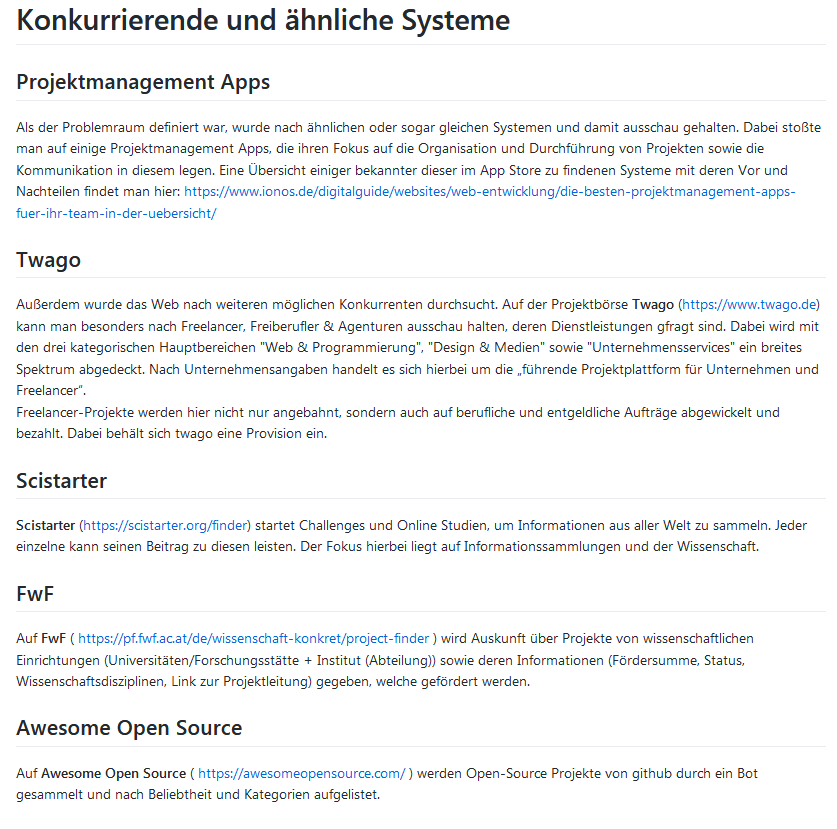 Konkurrierende und ähnliche Systeme
Projektmanagement Apps
Als der Problemraum definiert war, wurde nach ähnlichen oder sogar gleichen Systemen und damit ausschau gehalten. Dabei stoßte
man auf einige Projektmanagement Apps, die ihren Fokus auf die Organisation und Durchführung von Projekten sowie die
Kommunikation in diesem legen. Eine Übersicht einiger bekannter dieser im App Store zu findenen Systeme mit deren Vor und
Nachteilen findet man hier: https://www.ionos.de/digitalguide/websites/web-entwicklung/die-besten-projektmanagement-apps-
fuer-ihr-team-in-der-uebersicht/
Twago
Außerdem wurde das Web nach weiteren möglichen Konkurrenten durchsucht. Auf der Projektbörse Twago (https://www.twago.de)
kann man besonders nach Freelancer, Freiberufler & Agenturen ausschau halten, deren Dienstleistungen gfragt sind. Dabei wird mit
den drei kategorischen Hauptbereichen "Web & Programmierung", "Design & Medien" sowie "Unternehmensservices" ein breites
Spektrum abgedeckt. Nach Unternehmensangaben handelt es sich hierbei um die „führende Projektplattform für Unternehmen und
Freelancer“.
Freelancer-Projekte werden hier nicht nur angebahnt, sondern auch auf berufliche und entgeldliche Aufträge abgewickelt und
bezahlt. Dabei behält sich twago eine Provision ein.
Scistarter
Scistarter (https://scistarter.org/finder) startet Challenges und Online Studien, um Informationen aus aller Welt zu sammeln. Jeder
einzelne kann seinen Beitrag zu diesen leisten. Der Fokus hierbei liegt auf Informationssammlungen und der Wissenschaft.
FwF
Auf FwF ( https://pf.fwf.ac.at/de/wissenschaft-konkret/project-finder ) wird Auskunft über Projekte von wissenschaftlichen
Einrichtungen (Universitäten/Forschungsstätte + Institut (Abteilung)) sowie deren Informationen (Fördersumme, Status,
Wissenschaftsdisziplinen, Link zur Projektleitung) gegeben, welche gefördert werden.
Awesome Open Source
Auf Awesome Open Source ( https://awesomeopensource.com/ ) werden Open-Source Projekte von github durch ein Bot
gesammelt und nach Beliebtheit und Kategorien aufgelistet.